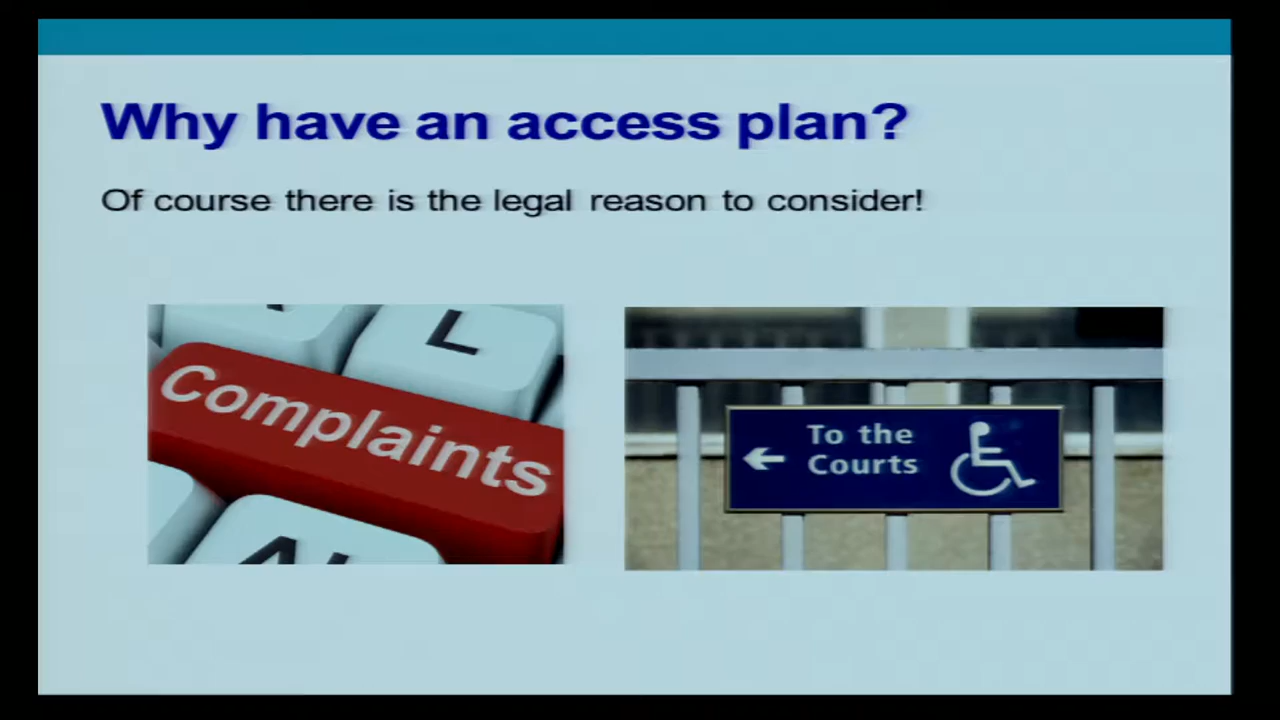 Why have an access plan?
Of course there is the legal reason to consider!
L
Complaints
To the
Courts